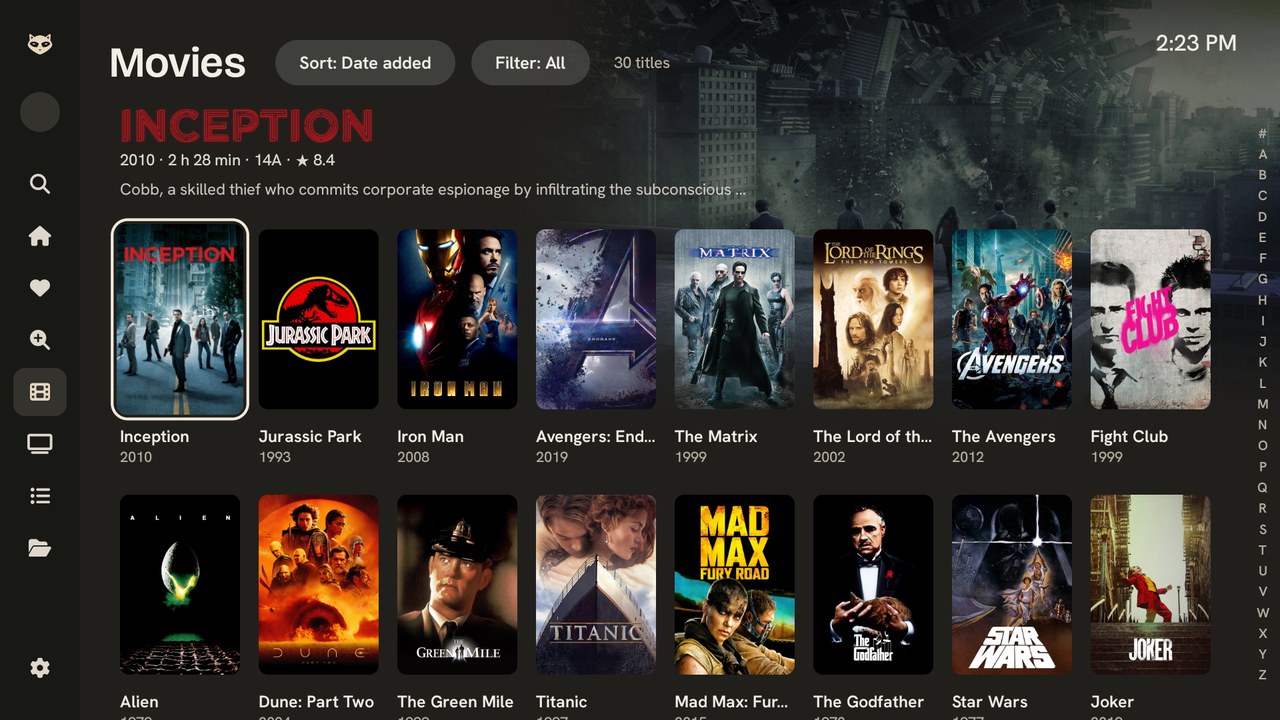 2:23 PM
Movies
Sort: Date added
Filter: All
30 titles
INCEPTION
2010 · 2 h 28 min · 14A · ★ 8.4
Cobb, a skilled thief who commits corporate espionage by infiltrating the subconscious ...
INCEPTION
JURASSIC PARK
IRON MAN
ENDGAME
MATRIX
THE LORD OF THE RINGS
THE TWO TOWERS
AVENGERS
FIGHT CLUB
Inception
2010
Jurassic Park
1993
Iron Man
2008
Avengers: End...
2019
The Matrix
1999
The Lord of th...
2002
The Avengers
2012
Fight Club
1999
ALIEN
DUNE
PART TWO
THE GREEN MILE
TITANIC
MAD
MAX
FURY ROAD
The
Godfather
STAR
WARS
JOKER
Alien
Dune: Part Two
The Green Mile
Titanic
Mad Max: Fur...
The Godfather
Star Wars
Joker
#
A
B
C
D
E
F
G
H
I
J
K
L
M
N
O
P
Q
R
S
T
U
V
W
X
Y
Z